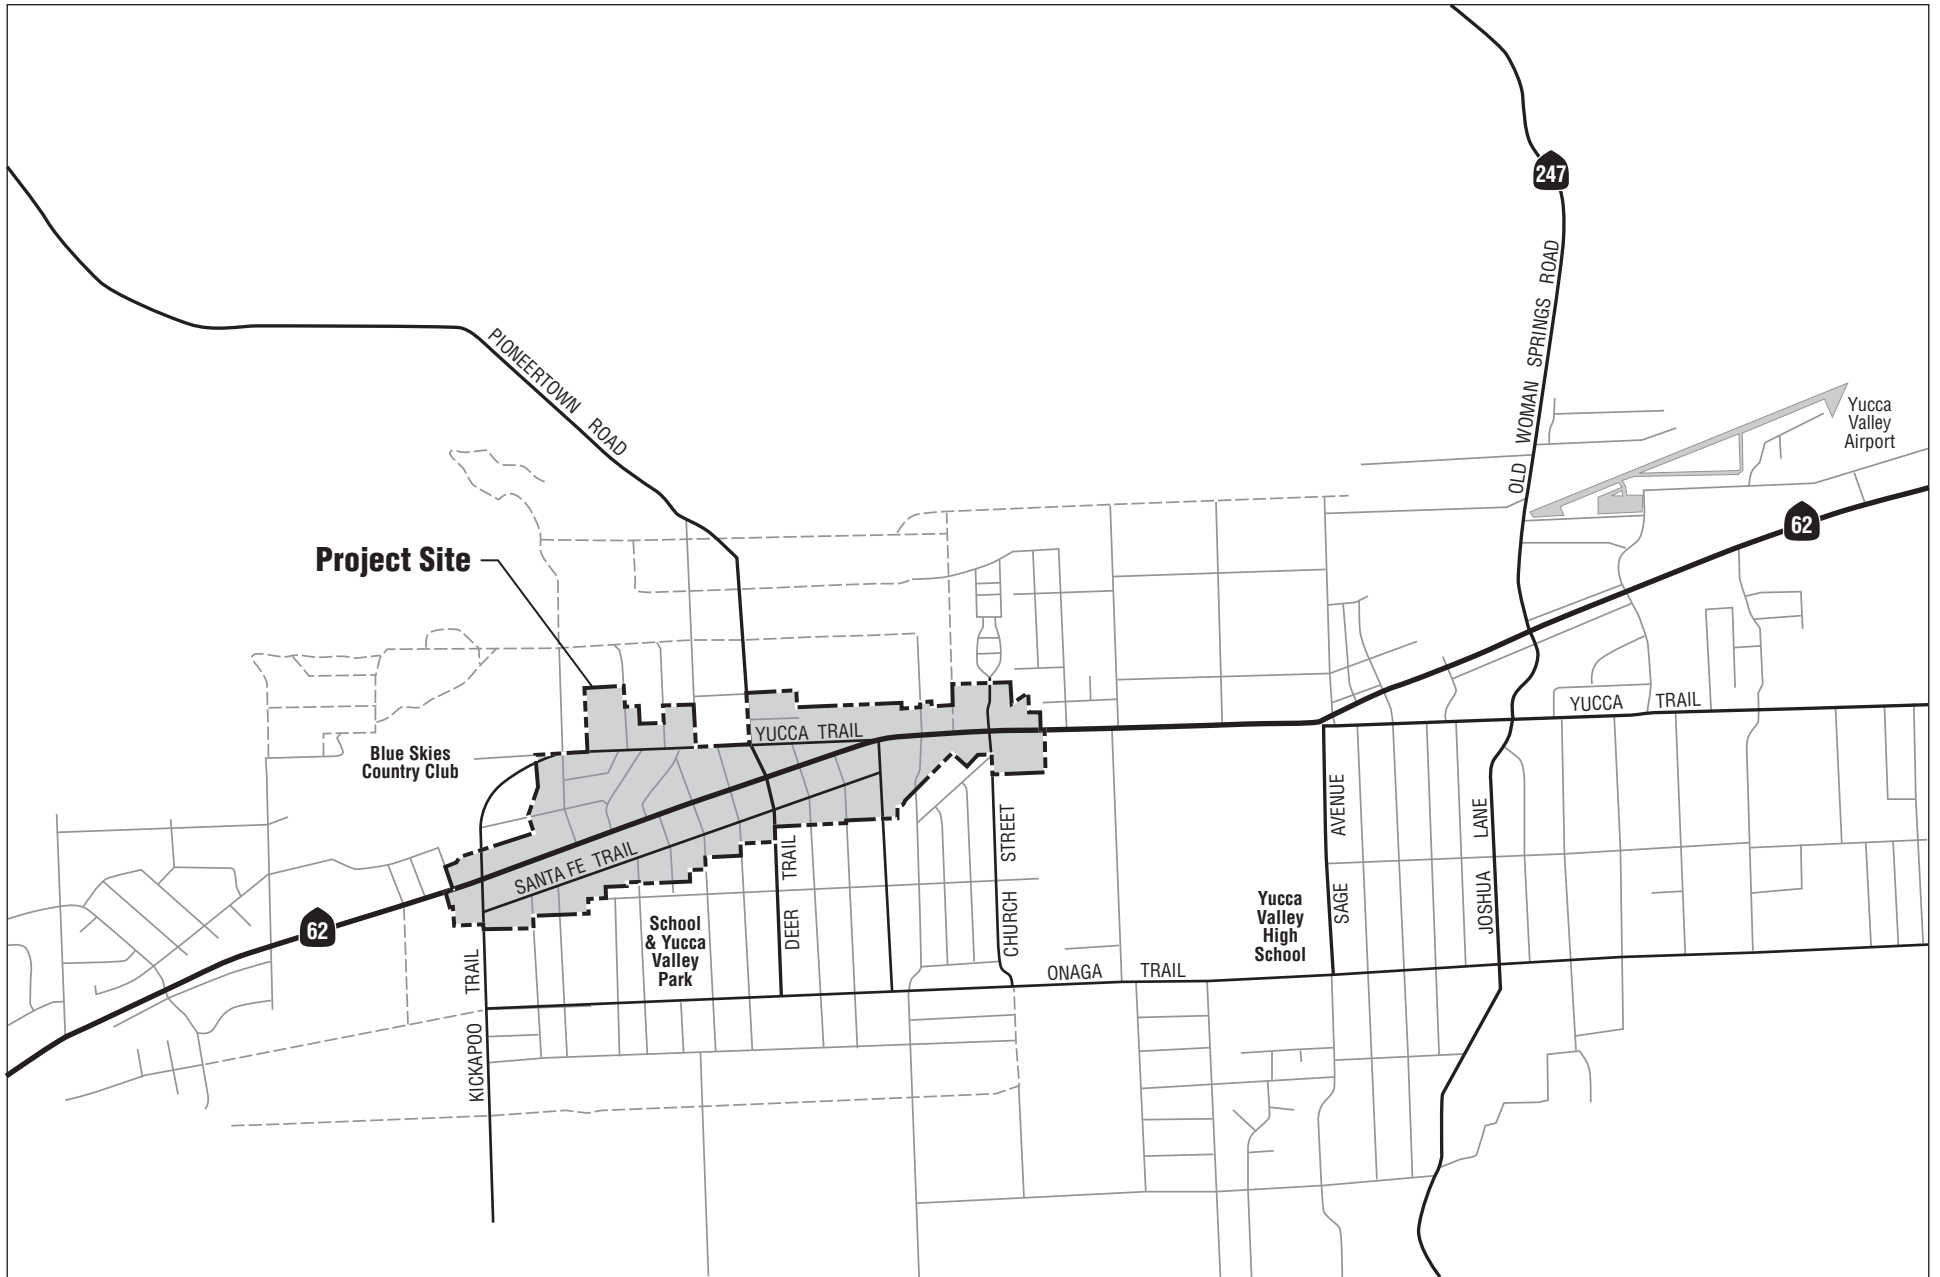 247
PIONEERTOWN ROAD
OLD WOMAN SPRINGS ROAD
Yucca
Valley
Airport
62
Project Site
YUCCA TRAIL
YUCCA TRAIL
Blue Skies
Country Club
SANTA FE TRAIL
DEER TRAIL
CHURCH STREET
SAGE AVENUE
JOSHUA LANE
62
School
& Yucca
Valley
Park
Yucca
Valley
High
School
ONAGA TRAIL
KICKAPOO TRAIL